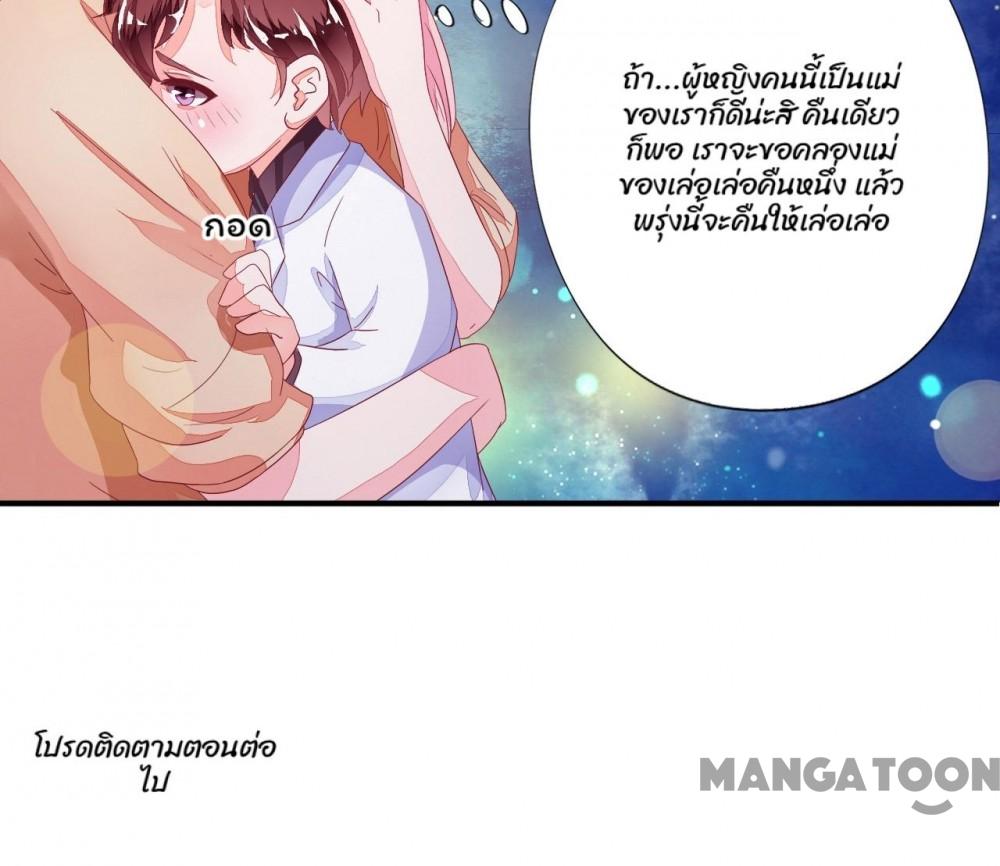 ถ้า...ผู้หญิงคนนี้เป็นแม่
ของเราก็ดีน่ะสิ คืนเดียว
ก็พอ เราจะขอคลองแม่
ของเล่อเล่อคืนหนึ่ง แล้ว
พรุ่งนี้จะคืนให้เล่อเล่อ
กอด
โปรดติดตามตอนต่อ
ไป
MANGATOON